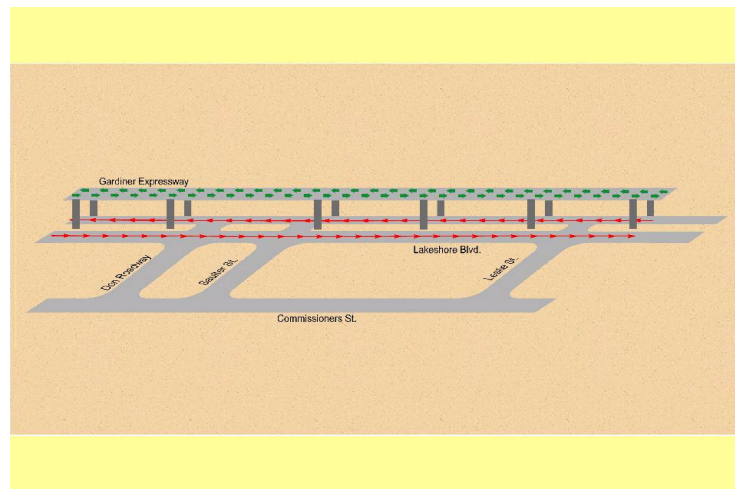 Gardiner Expressway
Lakeshore Blvd.
Don Roadway
Saulter St.
Leslie St.
Commissioners St.